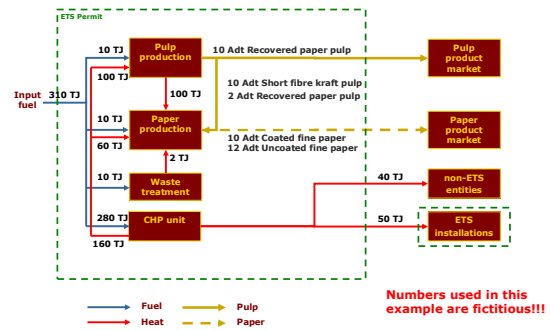 ETS Permit
Pulp
production
10 TJ
100 TJ
10 Adt Recovered paper pulp
Pulp
product
market
Input
fuel
310 TJ
100 TJ
10 Adt Short fibre kraft pulp
2 Adt Recovered paper pulp
10 TJ
60 TJ
Paper
production
10 Adt Coated fine paper
12 Adt Uncoated fine paper
Paper
product
market
2 TJ
10 TJ
Waste
treatment
40 TJ
non-ETS
entities
280 TJ
160 TJ
CHP unit
50 TJ
ETS
installations
Fuel
Heat
Pulp
Paper
Numbers used in this
example are fictitious!!!